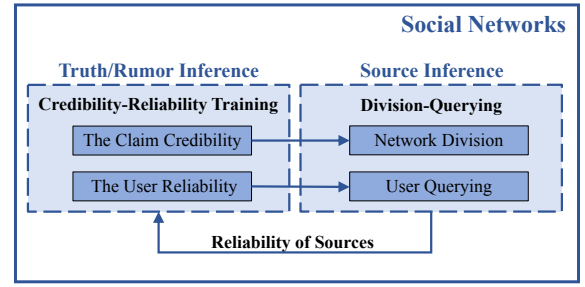 Social Networks
Truth/Rumor Inference
Source Inference
Credibility-Reliability Training
Division-Querying
The Claim Credibility
Network Division
The User Reliability
User Querying
Reliability of Sources